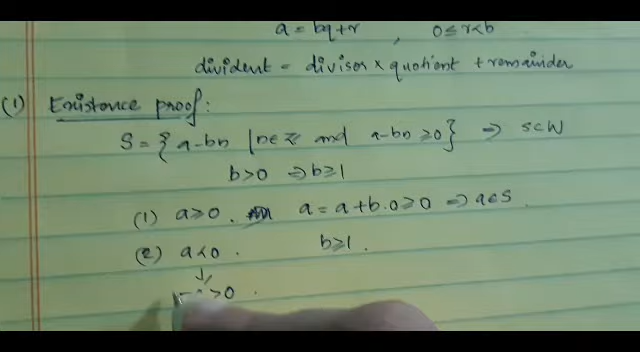 a = bq+r , 0 ≤ r < b
divident = divisor × quotient + remainder
(1) Existence proof:
S = { a-bn | n∈ℤ and a-bn ≥0} ⇒ S⊂W
b>0 ⇒ b≥1
(1) a≥0. a = a+b.0 ≥0 ⇒ a∈S.
(2) a<0. b≥1.
↓
>0 .